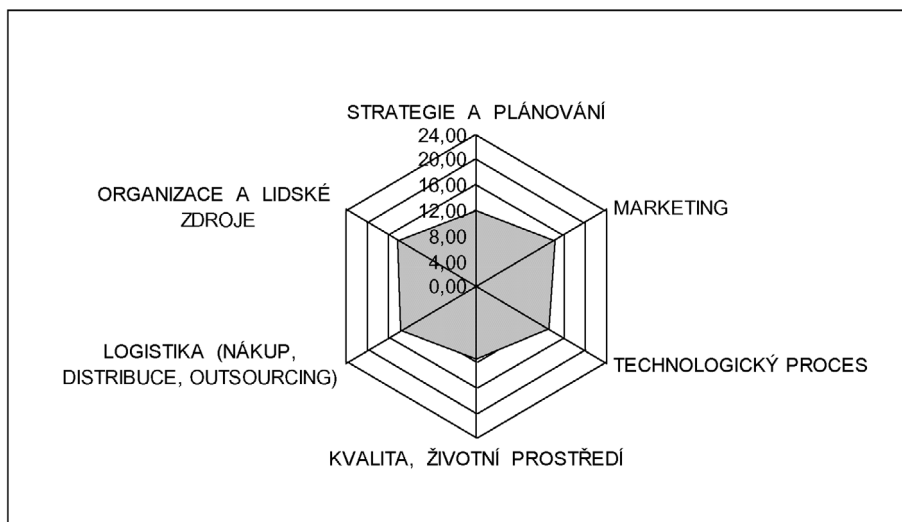 STRATEGIE A PLÁNOVÁNÍ
24,00
20,00
16,00
12,00
8,00
4,00
0,00
MARKETING
TECHNOLOGICKÝ PROCES
KVALITA, ŽIVOTNÍ PROSTŘEDÍ
LOGISTIKA (NÁKUP,
DISTRIBUCE, OUTSOURCING)
ORGANIZACE A LIDSKÉ
ZDROJE